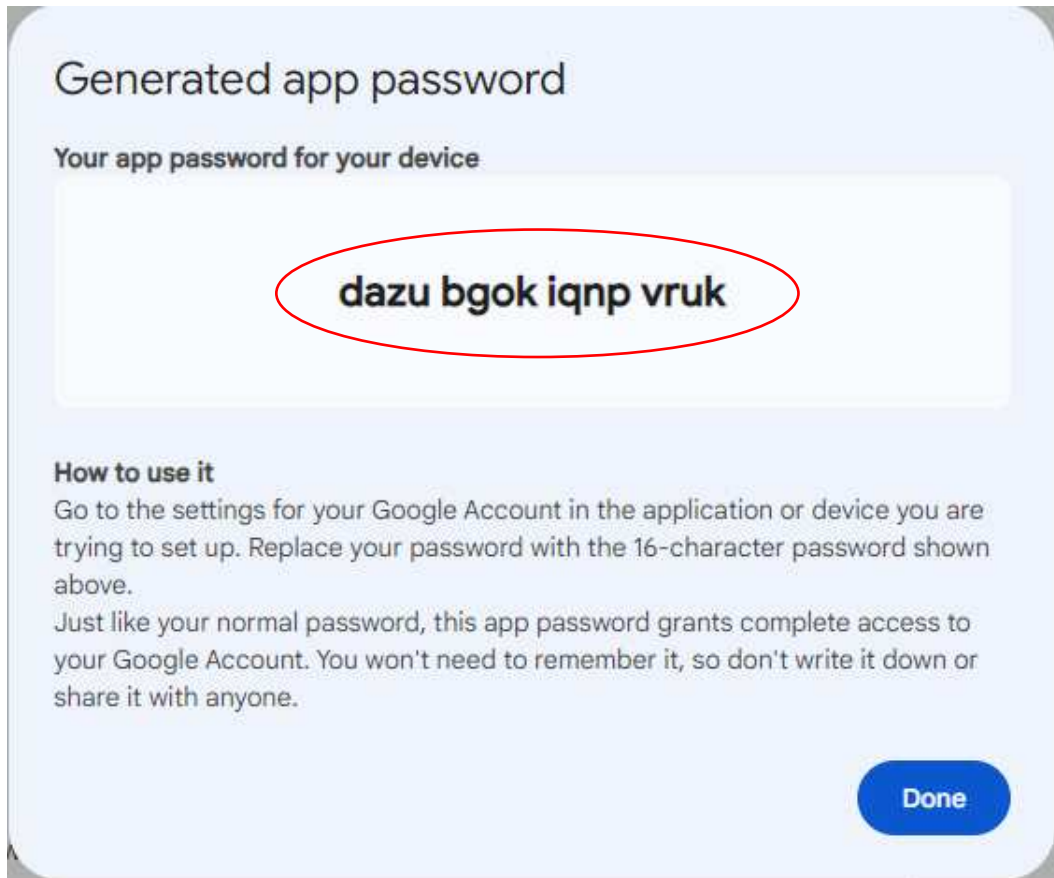 Generated app password
Your app password for your device
dazu bgok iqnp vruk
How to use it
Go to the settings for your Google Account in the application or device you are
trying to set up. Replace your password with the 16-character password shown
above.
Just like your normal password, this app password grants complete access to
your Google Account. You won't need to remember it, so don't write it down or
share it with anyone.
Done